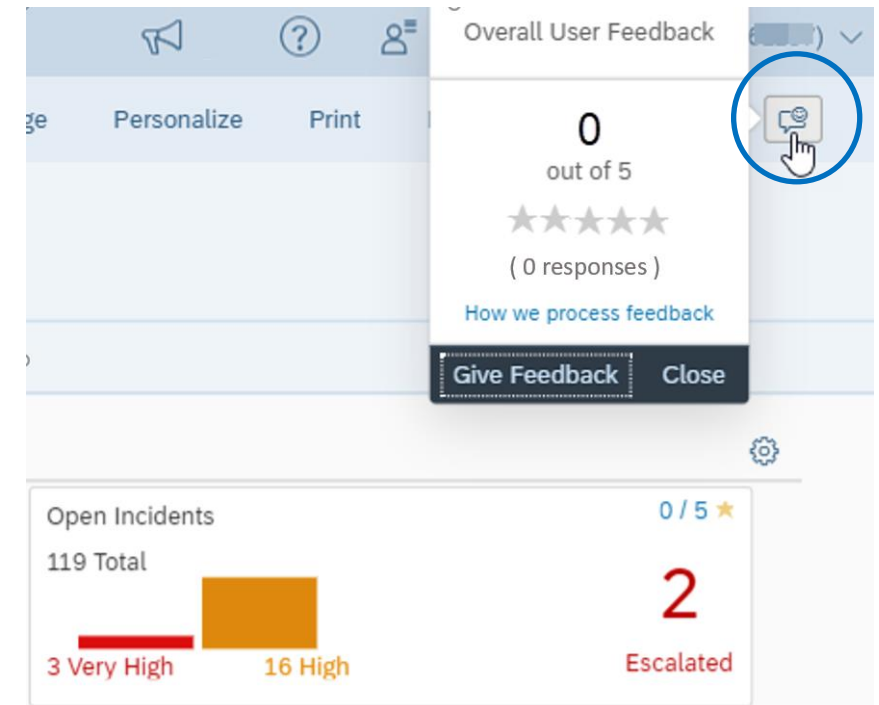 Overall User Feedback
)
ge Personalize Print
0
out of 5
( 0 responses )
How we process feedback
Give Feedback Close
Open Incidents 0 / 5
119 Total
2
3 Very High 16 High Escalated